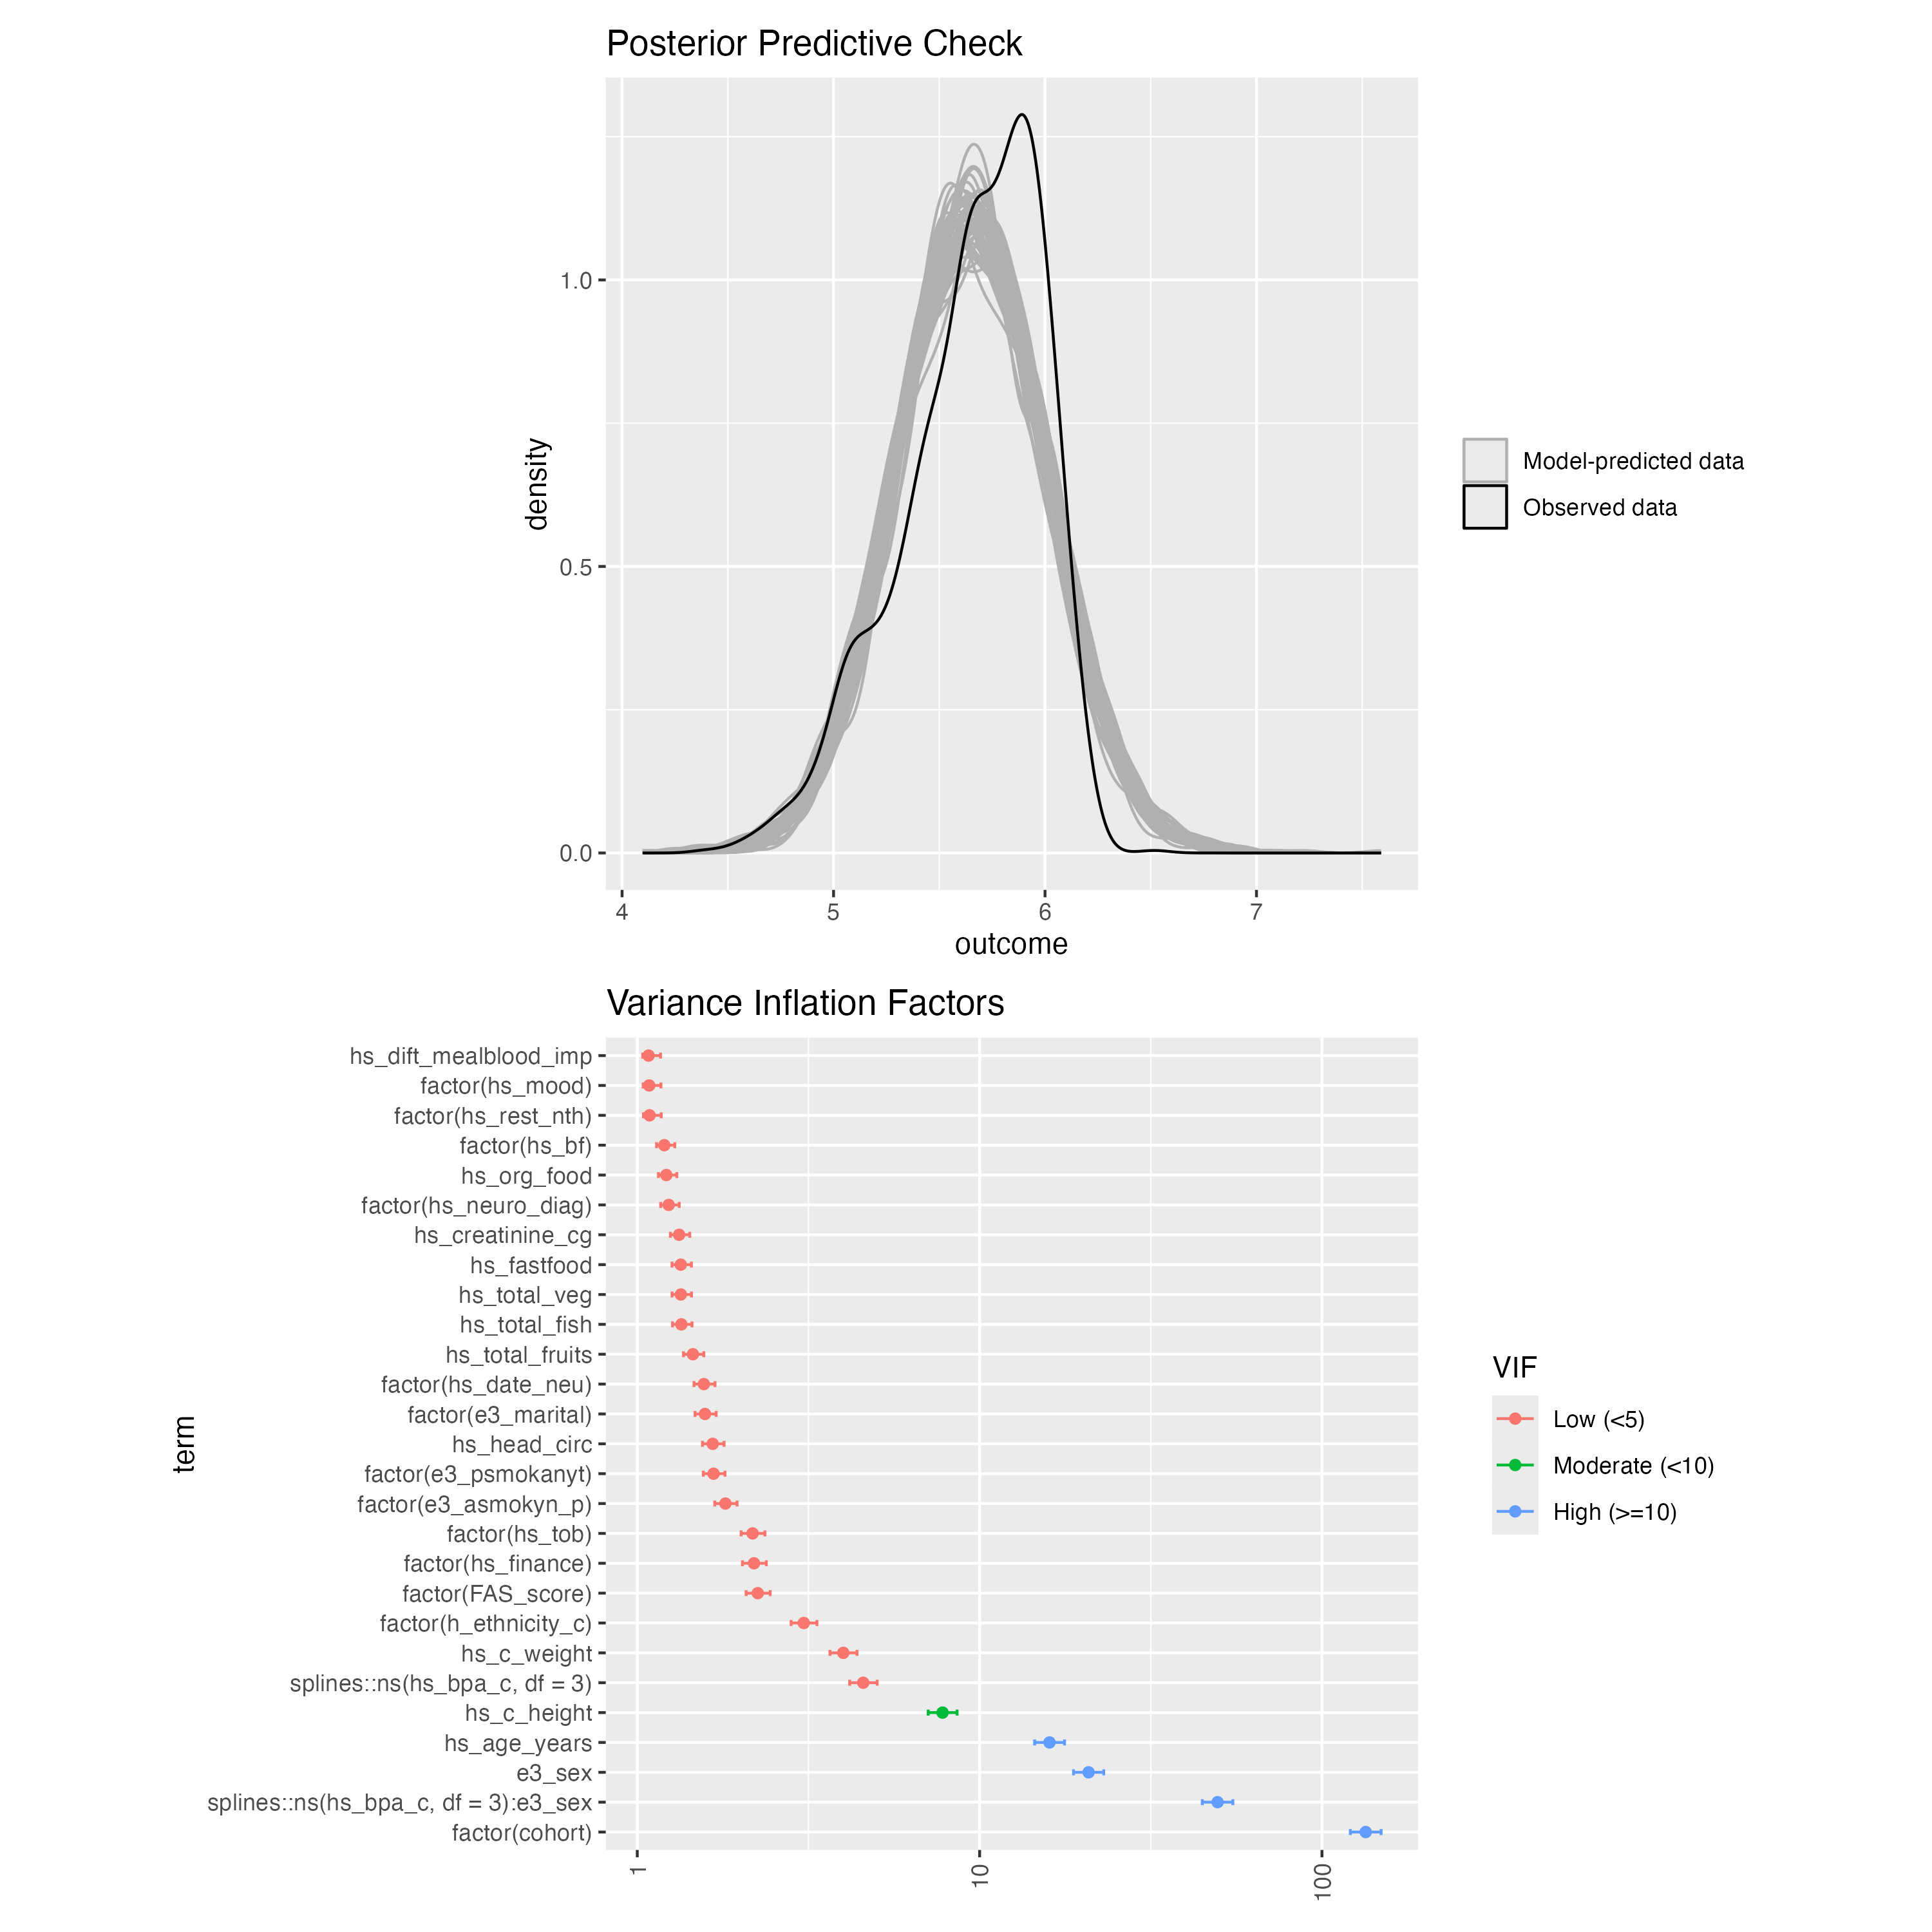 Posterior Predictive Check
density
1.0
0.5
0.0
4 5 6 7
outcome
Model-predicted data
Observed data
Variance Inflation Factors
term
hs_dift_mealblood_imp
factor(hs_mood)
factor(hs_rest_nth)
factor(hs_bf)
hs_org_food
factor(hs_neuro_diag)
hs_creatinine_cg
hs_fastfood
hs_total_veg
hs_total_fish
hs_total_fruits
factor(hs_date_neu)
factor(e3_marital)
hs_head_circ
factor(e3_psmokanyt)
factor(e3_asmokyn_p)
factor(hs_tob)
factor(hs_finance)
factor(FAS_score)
factor(h_ethnicity_c)
hs_c_weight
splines::ns(hs_bpa_c, df = 3)
hs_c_height
hs_age_years
e3_sex
splines::ns(hs_bpa_c, df = 3):e3_sex
factor(cohort)
1 10 100
VIF
Low (<5)
Moderate (<10)
High (>=10)